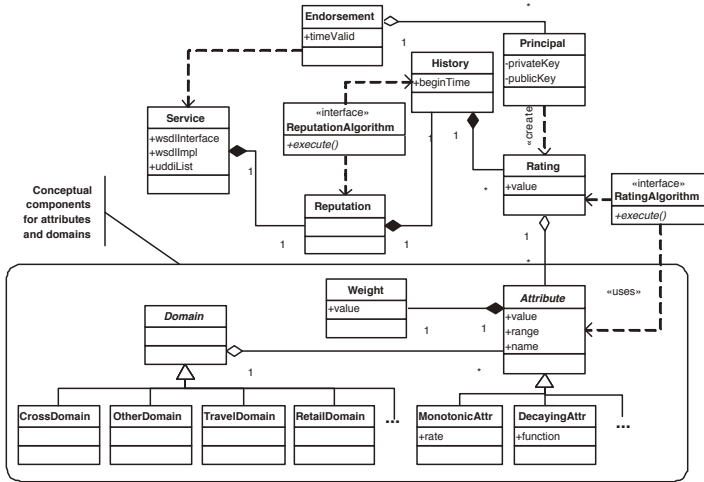 Endorsement
+timeValid
*
1
Principal
-privateKey
-publicKey
History
+beginTime
«interface»
ReputationAlgorithm
+execute()
Service
+wsdlInterface
+wsdlImpl
+uddiList
1
1
1
1
1
*
«create
Rating
+value
«interface»
RatingAlgorithm
+execute()
Reputation
Conceptual
components
for attributes
and domains
1
*
«uses»
Weight
+value
1
1
Attribute
+value
+range
+name
Domain
1
*
CrossDomain
OtherDomain
TravelDomain
RetailDomain
...
MonotonicAttr
+rate
DecayingAttr
+function
...